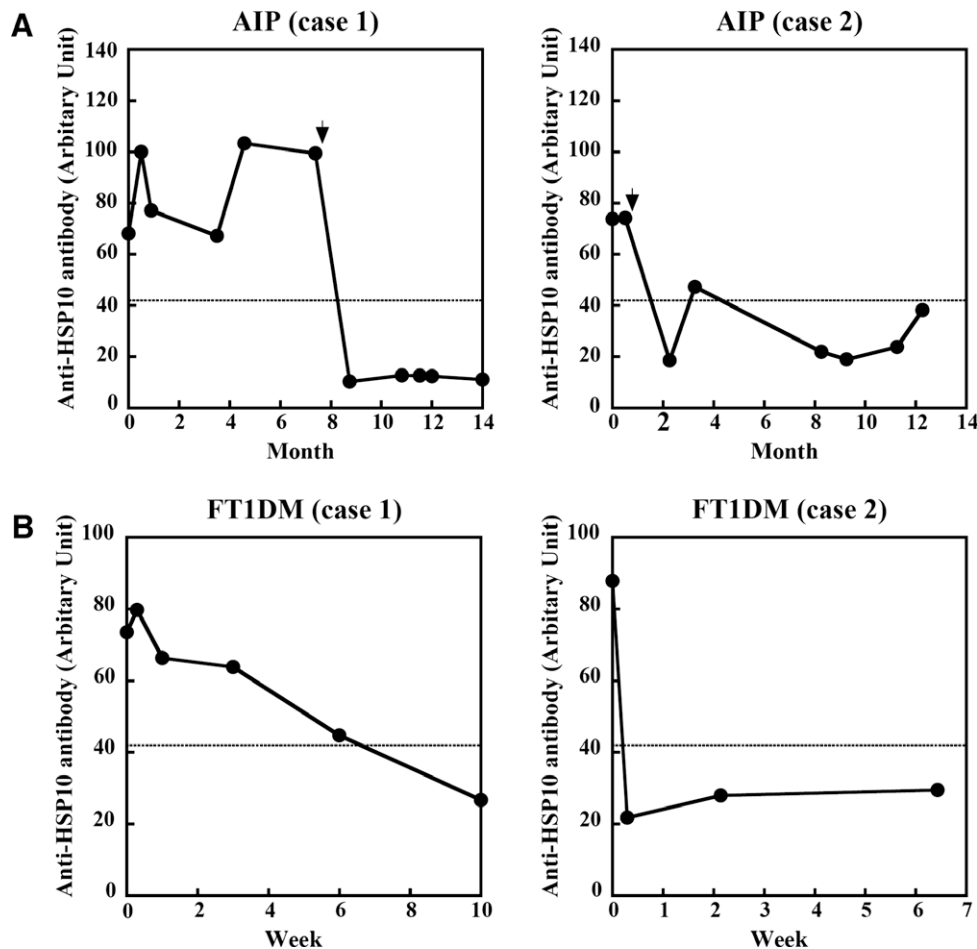 A
AIP (case 1)
Anti-HSP10 antibody (Arbitary Unit)
140
120
100
80
60
40
20
0
0 2 4 6 8 10 12 14
Month
AIP (case 2)
Anti-HSP10 antibody (Arbitary Unit)
140
120
100
80
60
40
20
0
0 2 4 6 8 10 12 14
Month
B
FT1DM (case 1)
Anti-HSP10 antibody (Arbitary Unit)
100
80
60
40
20
0
0 2 4 6 8 10
Week
FT1DM (case 2)
Anti-HSP10 antibody (Arbitary Unit)
100
80
60
40
20
0
0 1 2 3 4 5 6 7
Week